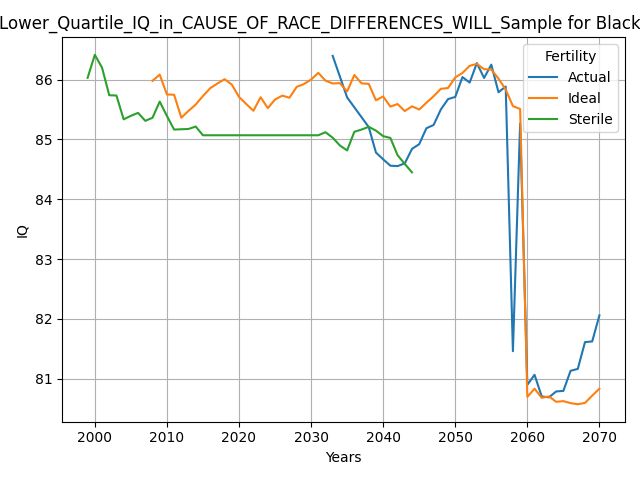 Lower_Quartile_IQ_in_CAUSE_OF_RACE_DIFFERENCES_WILL_Sample for Black
Fertility
Actual
Ideal
Sterile
IQ
86
85
84
83
82
81
2000
2010
2020
2030
2040
2050
2060
2070
Years